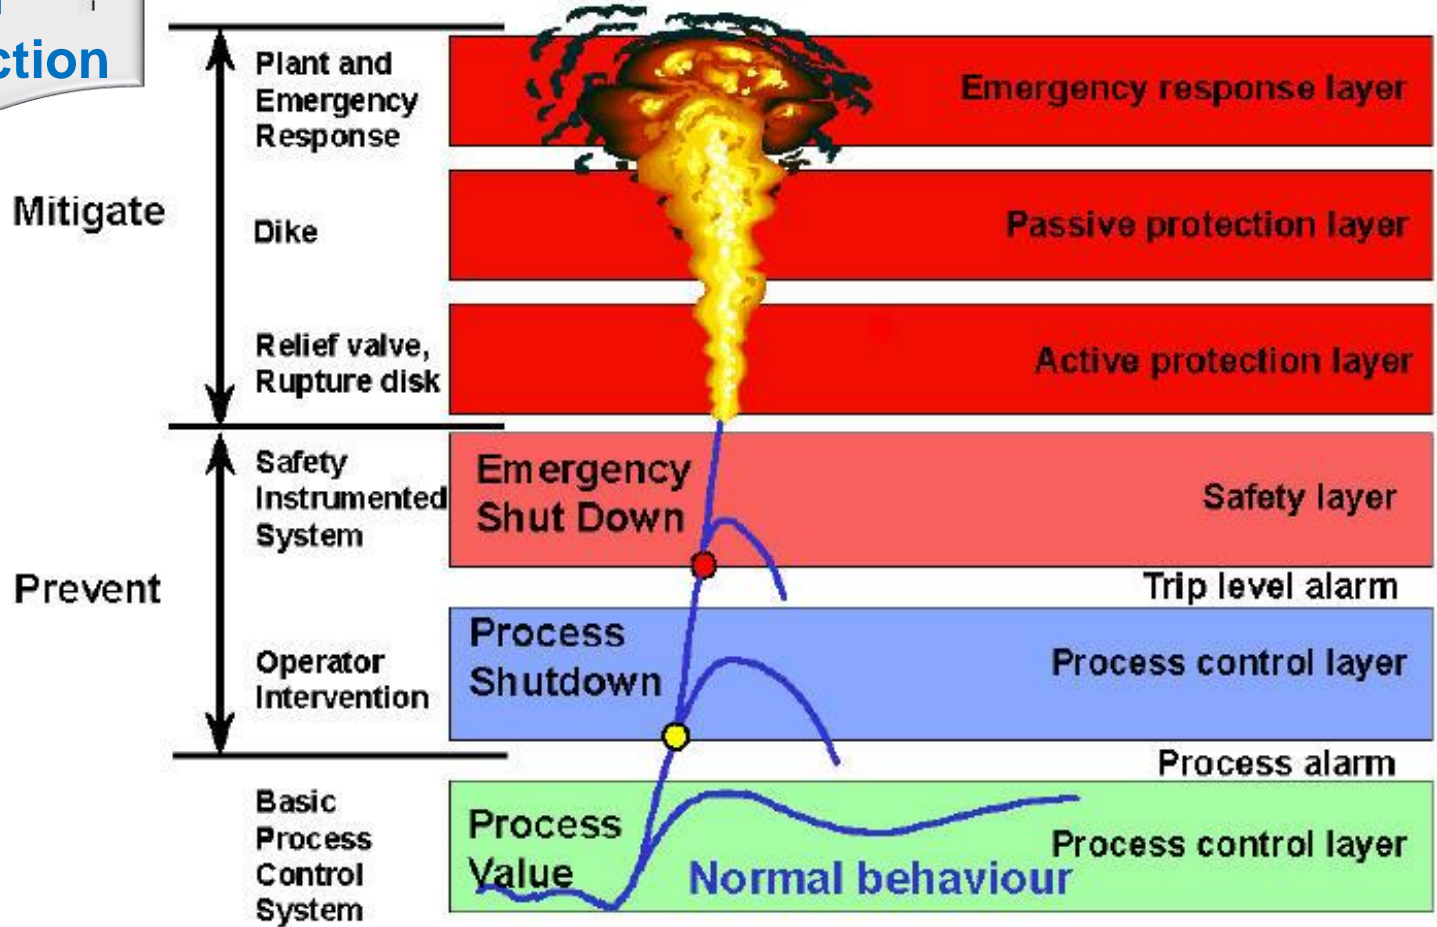 ction
Plant and
Emergency
Response
Emergency response layer
Mitigate
Dike
Passive protection layer
Relief valve,
Rupture disk
Active protection layer
Safety
Instrumented
System
Emergency
Shut Down
Safety layer
Trip level alarm
Prevent
Operator
Intervention
Process
Shutdown
Process control layer
Process alarm
Basic
Process
Control
System
Process
Value
Normal behaviour
Process control layer